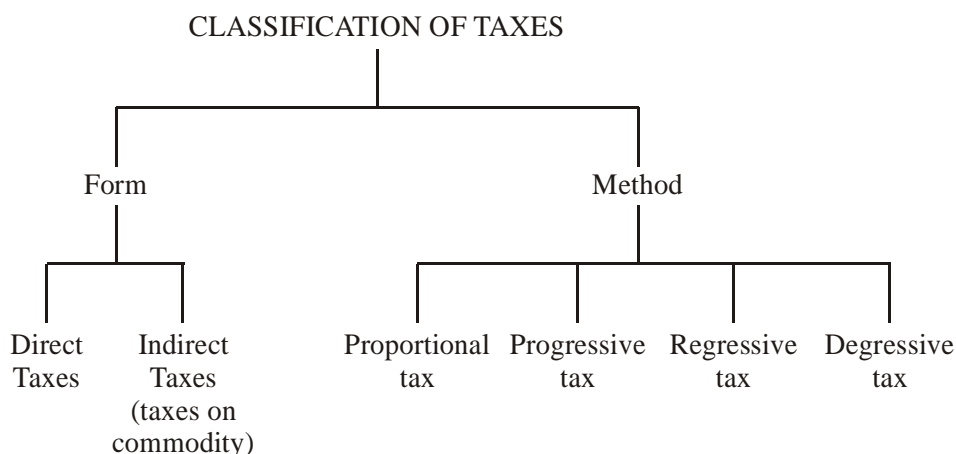 CLASSIFICATION OF TAXES
Form
Method
Direct
Taxes
Indirect
Taxes
(taxes on
commodity)
Proportional
tax
Progressive
tax
Regressive
tax
Degressive
tax